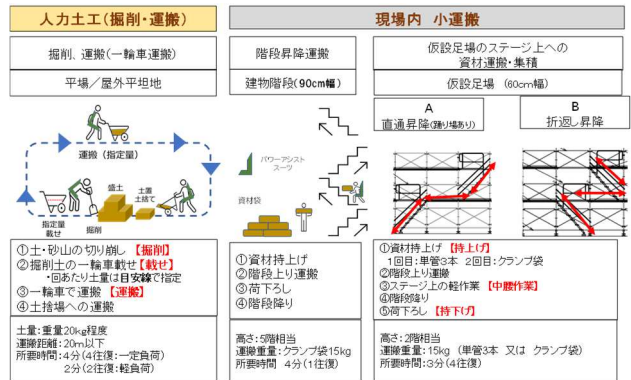 人力土工(掘削・運搬)
掘削、運搬(一輪車運搬)
平場／屋外平坦地
運搬(指定量)
盛土
土置
土捨て
指定量
載せ
掘削
①土・砂山の切り崩し【掘削】
②掘削土の一輪車載せ【載せ】
・1回あたり土量は目安線で指定
③一輪車で運搬【運搬】
④土捨場への運搬
土量：重量20kg程度
運搬距離：20m以下
所要時間：4分(4往復：一定負荷)
2分(2往復：軽負荷)
現場内 小運搬
階段昇降運搬
建物階段(90cm幅)
パワーアシスト
スーツ
資材袋
①資材持上げ
②階段上り運搬
③荷下ろし
④階段降り
高さ：5階相当
運搬重量：クランプ袋15kg
所要時間 4分(1往復)
仮設足場のステージ上への
資材運搬・集積
仮設足場 (60cm幅)
A
直通昇降(踊り場あり)
B
折返し昇降
①資材持上げ【持上げ】
1回目：単管3本 2回目：クランプ袋
②階段上り運搬
③ステージ上の軽作業【中腰作業】
④階段降り
⑤荷下ろし【持下げ】
高さ：2階相当
運搬重量：15kg (単管3本 又は クランプ袋)
所要時間：3分(4往復)